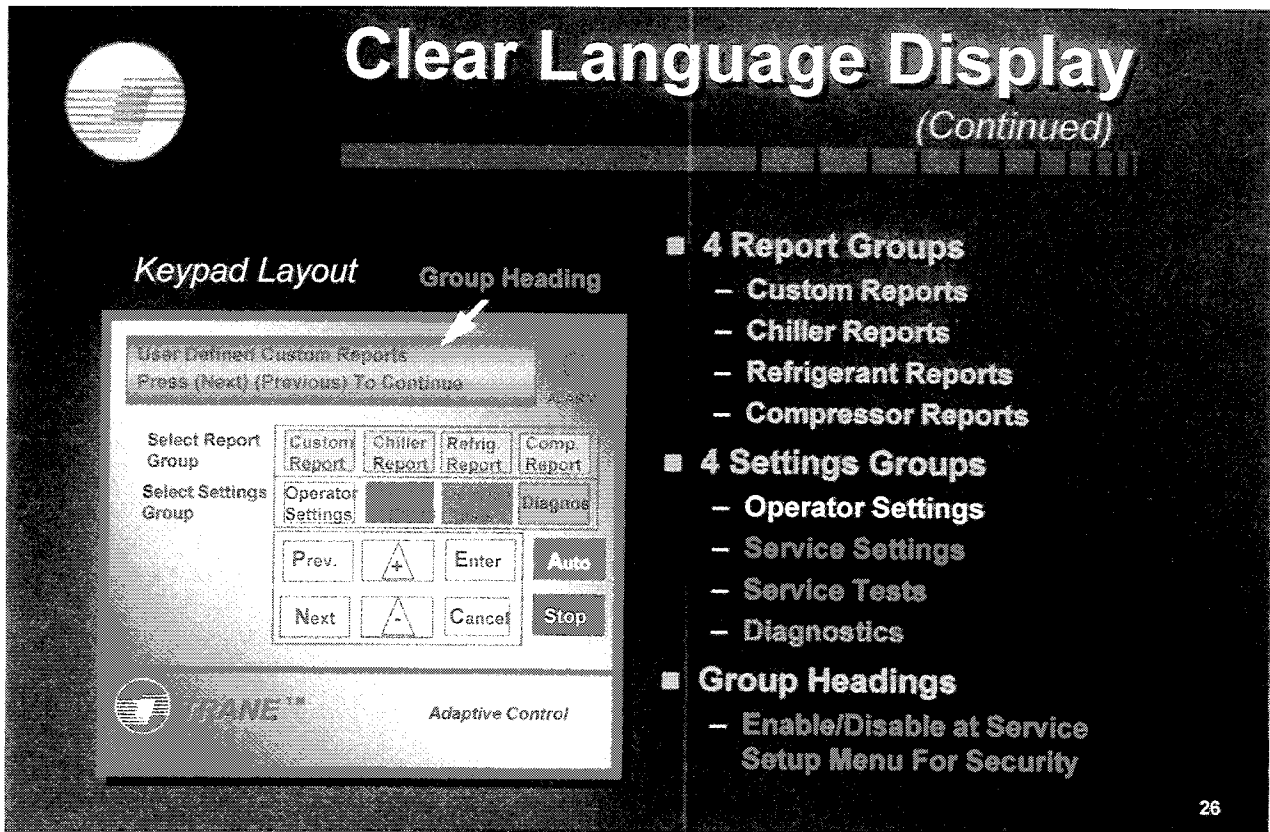 Clear Language Display
(Continued)
Keypad Layout
Group Heading
User Defined Custom Reports
Press (Next) (Previous) To Continue
Select Report
Group
Custom
Report
Chiller
Report
Refrig.
Report
Comp.
Report
Select Settings
Group
Operator
Settings
Diagnos
Prev.
+
Enter
Auto
Next
-
Cancel
Stop
TRANE™
Adaptive Control
■ 4 Report Groups
– Custom Reports
– Chiller Reports
– Refrigerant Reports
– Compressor Reports
■ 4 Settings Groups
– Operator Settings
– Service Settings
– Service Tests
– Diagnostics
■ Group Headings
– Enable/Disable at Service
Setup Menu For Security
26